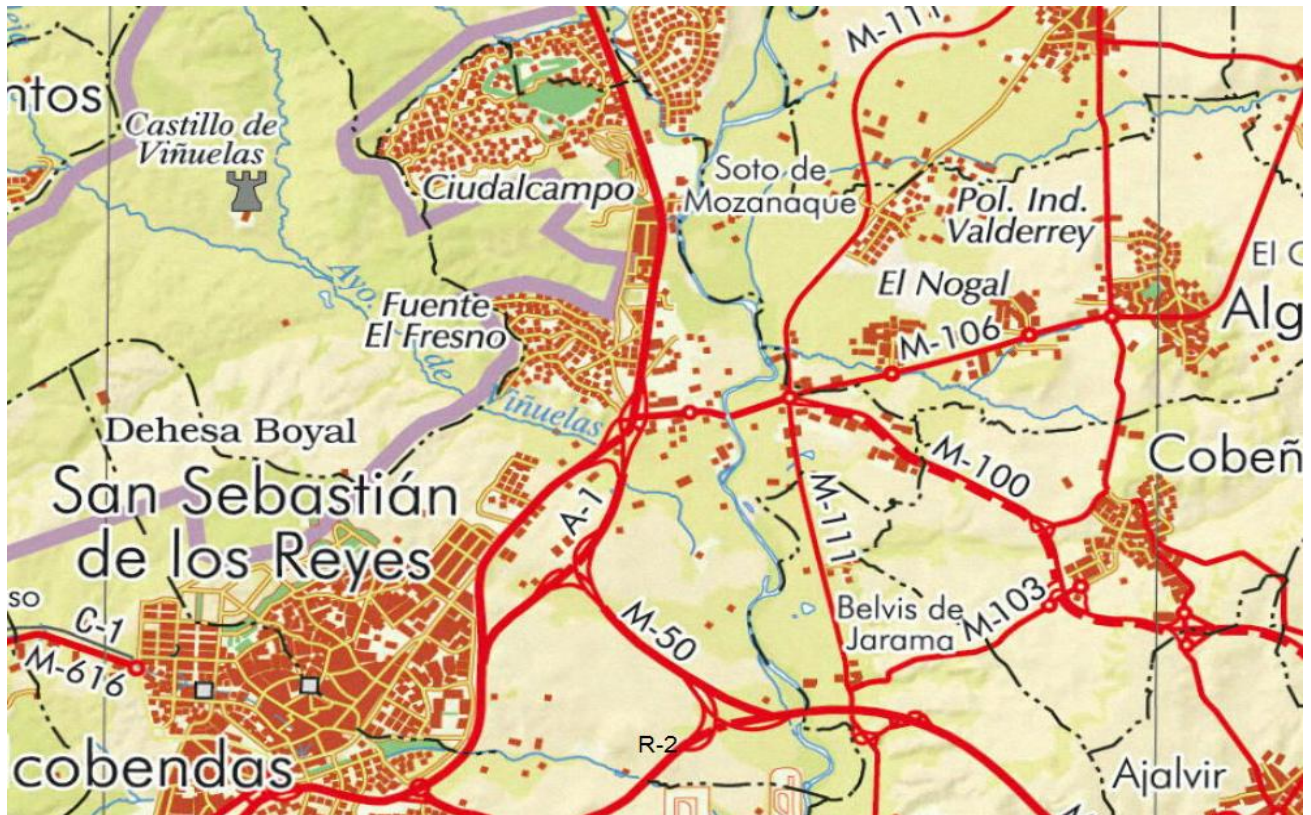 M-111
ntos
Castillo de
Viñuelas
Ciudalcampo
Soto de
Mozanaque
Pol. Ind.
Valderrey
El Nogal
Alg
Ayo. de Viñuelas
Fuente
El Fresno
M-106
Dehesa Boyal
San Sebastián
de los Reyes
A-1
M-100
Cobeñ
M-111
so
C-1
M-616
M-50
Belvis de
Jarama
M-103
R-2
cobendas
Ajalvir